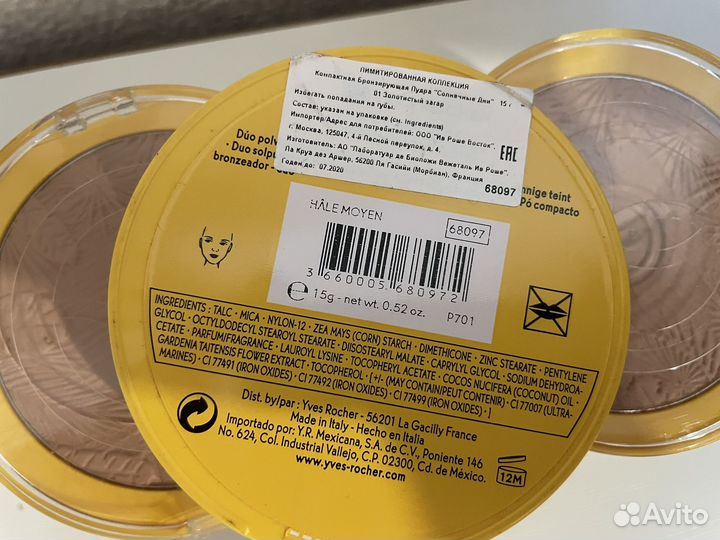 ЛИМИТИРОВАННАЯ КОЛЛЕКЦИЯ
Компактная Бронзирующая Пудра "Солнечные Дни" 15 г
01 Золотистый загар
Избегать попадания на губы.
Состав: указан на упаковке (см. Ingredients)
Импортер/Адрес для потребителей: ООО "Ив Роше Восток",
г. Москва, 125047, 4-й Лесной переулок, д. 4.
Изготовитель: АО "Лаборатуар де Биоложи Вежеталь Ив Роше",
Ла Круа дез Аршер, 56200 Ля Гасийи (Морбиан), Франция
Годен до: 07.2020
EAC
68097
Dúo polv
· Duo solpu
bronzeador -
nnige teint
Pó compacto
HÂLE MOYEN
68097
3 660005 680972
e 15g - net wt. 0.52 oz.
P701
INGREDIENTS : TALC · MICA · NYLON-12 · ZEA MAYS (CORN) STARCH · DIMETHICONE · ZINC STEARATE · PENTYLENE
GLYCOL · OCTYLDODECYL STEAROYL STEARATE · DIISOSTEARYL MALATE · CAPRYLYL GLYCOL · SODIUM DEHYDROA-
CETATE · PARFUM/FRAGRANCE · LAUROYL LYSINE · TOCOPHERYL ACETATE · COCOS NUCIFERA (COCONUT) OIL ·
GARDENIA TAITENSIS FLOWER EXTRACT · TOCOPHEROL · [+/- (MAY CONTAIN/PEUT CONTENIR) · CI 77007 (ULTRA-
MARINES) · CI 77491 (IRON OXIDES) · CI 77492 (IRON OXIDES) · CI 77499 (IRON OXIDES) · ]
Dist. by/par : Yves Rocher - 56201 La Gacilly France
Made in Italy - Hecho en Italia
Importado por: Y.R. Mexicana, S.A. de C.V., Poniente 146
No. 624, Col. Industrial Vallejo, C.P. 02300, Cd. de México.
www.yves-rocher.com
12M
Avito